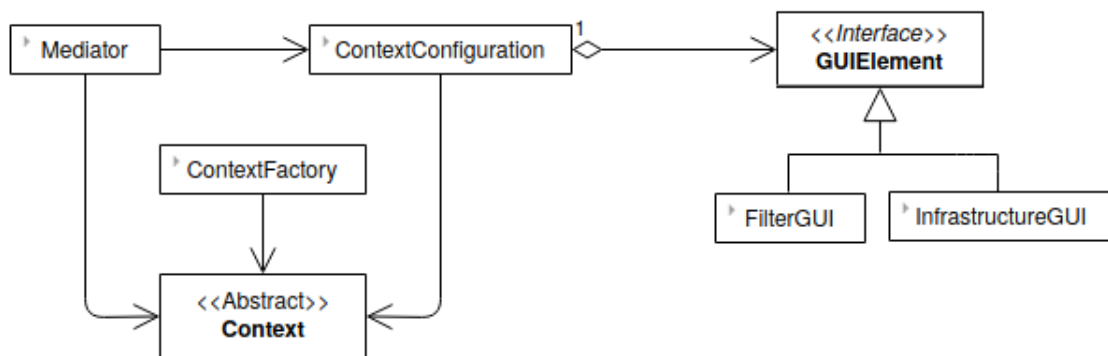 Mediator
ContextConfiguration
1
<<Interface>>
GUIElement
ContextFactory
FilterGUI
InfrastructureGUI
<<Abstract>>
Context